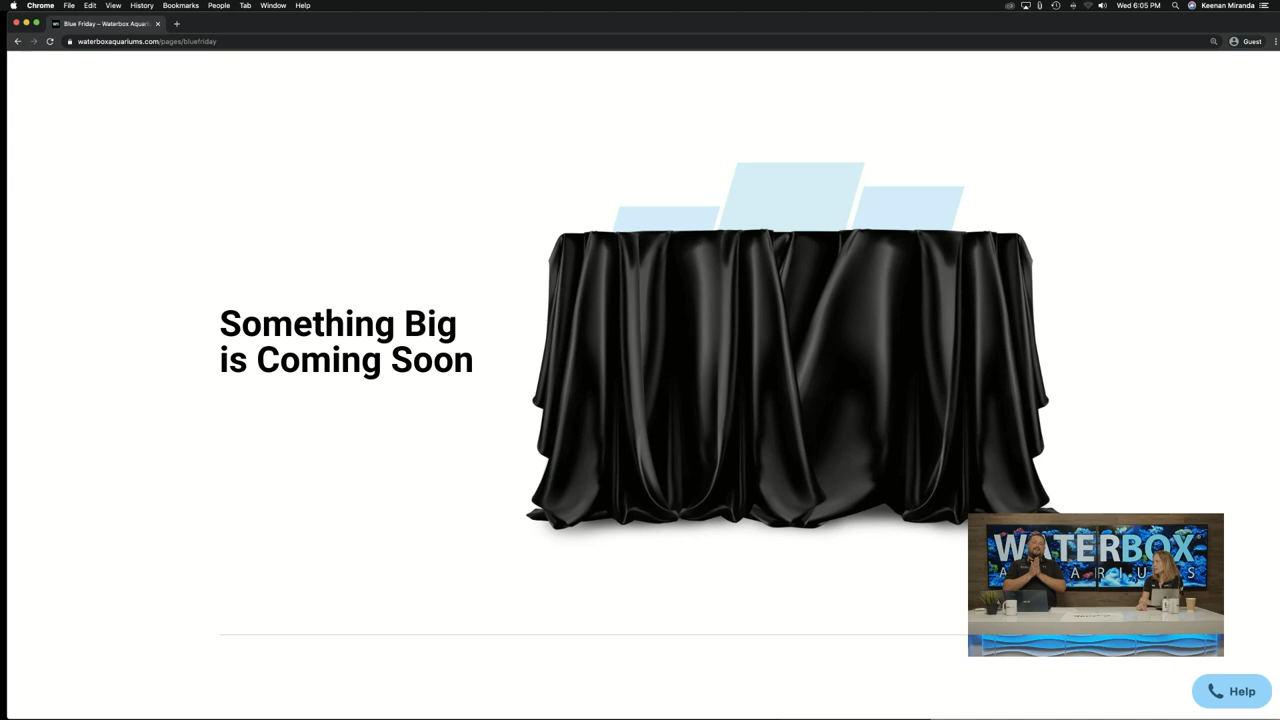 Chrome File Edit View History Bookmarks People Tab Window Help
Wed 6:05 PM Keenan Miranda
Blue Friday – Waterbox Aquari
waterboxaquariums.com/pages/bluefriday
Guest
Something Big
is Coming Soon
WATERBOX
AQUARIUMS
Help